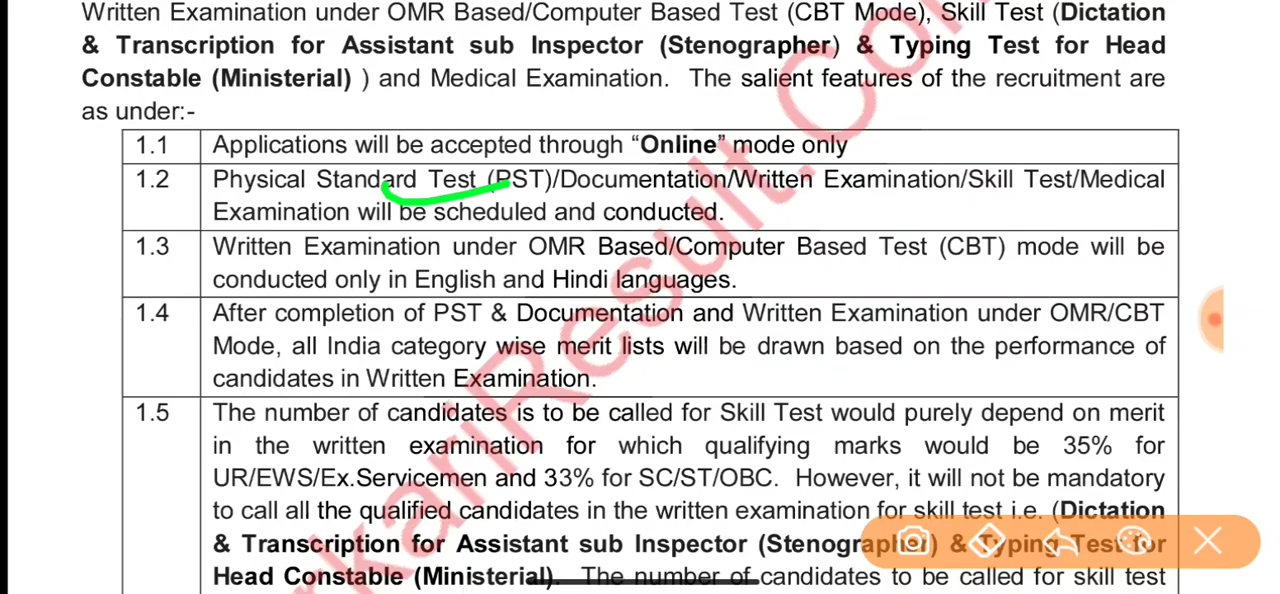 Written Examination under OMR Based/Computer Based Test (CBT Mode), Skill Test (Dictation
& Transcription for Assistant sub Inspector (Stenographer) & Typing Test for Head
Constable (Ministerial) ) and Medical Examination. The salient features of the recruitment are
as under:-
1.1 Applications will be accepted through “Online” mode only
1.2 Physical Standard Test (PST)/Documentation/Written Examination/Skill Test/Medical
Examination will be scheduled and conducted.
1.3 Written Examination under OMR Based/Computer Based Test (CBT) mode will be
conducted only in English and Hindi languages.
1.4 After completion of PST & Documentation and Written Examination under OMR/CBT
Mode, all India category wise merit lists will be drawn based on the performance of
candidates in Written Examination.
1.5 The number of candidates is to be called for Skill Test would purely depend on merit
in the written examination for which qualifying marks would be 35% for
UR/EWS/Ex.Servicemen and 33% for SC/ST/OBC. However, it will not be mandatory
to call all the qualified candidates in the written examination for skill test i.e. (Dictation
& Transcription for Assistant sub Inspector (Stenographer) & Typing Test for
Head Constable (Ministerial). The number of candidates to be called for skill test
rkariResult.Com